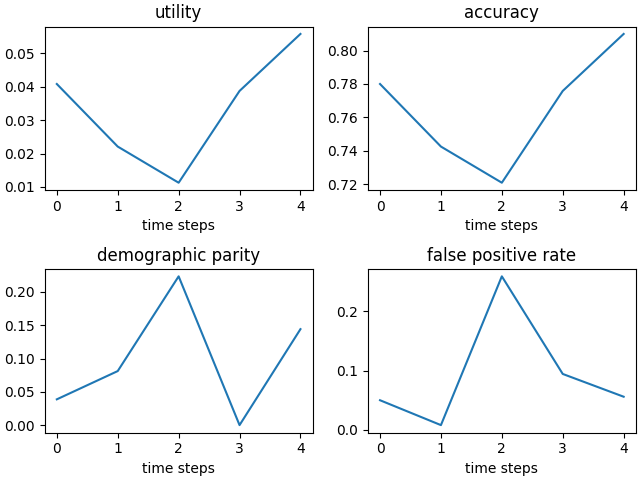 utility
0.05
0.04
0.03
0.02
0.01
0 1 2 3 4
time steps
accuracy
0.80
0.78
0.76
0.74
0.72
0 1 2 3 4
time steps
demographic parity
0.20
0.15
0.10
0.05
0.00
0 1 2 3 4
time steps
false positive rate
0.2
0.1
0.0
0 1 2 3 4
time steps